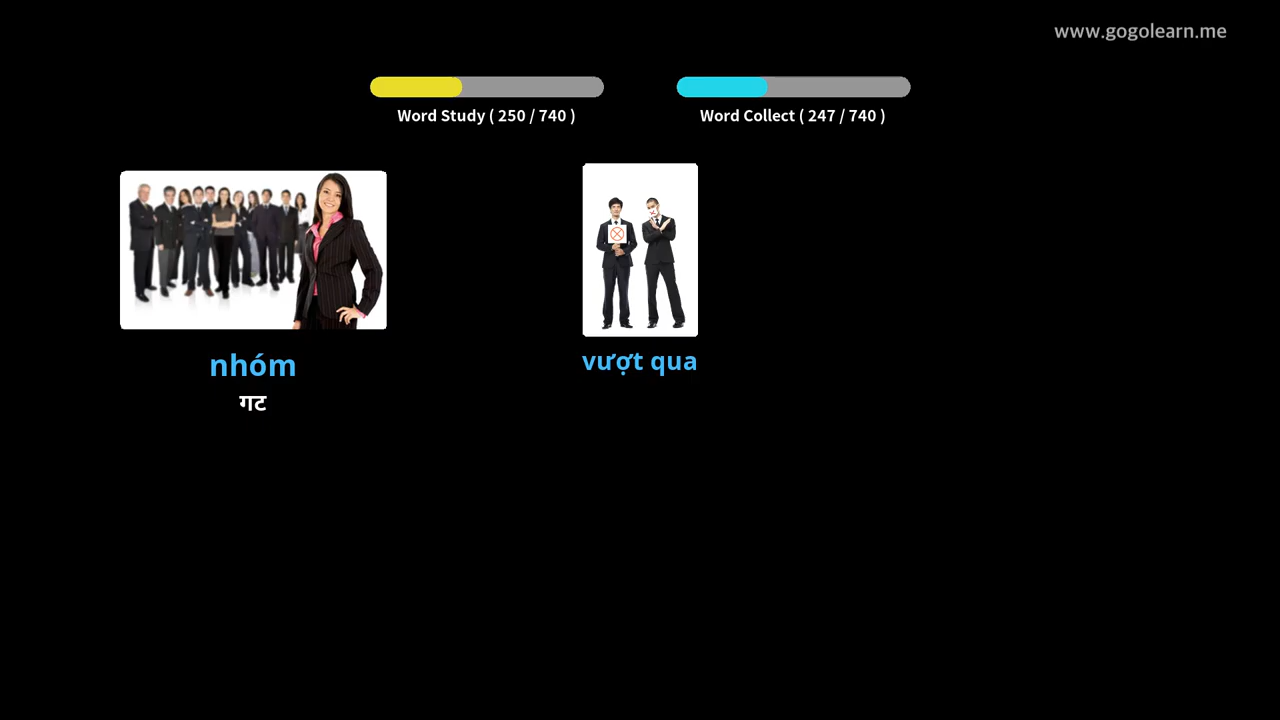 www.gogolearn.me
Word Study ( 250 / 740 )
Word Collect ( 247 / 740 )
nhóm
गट
vượt qua